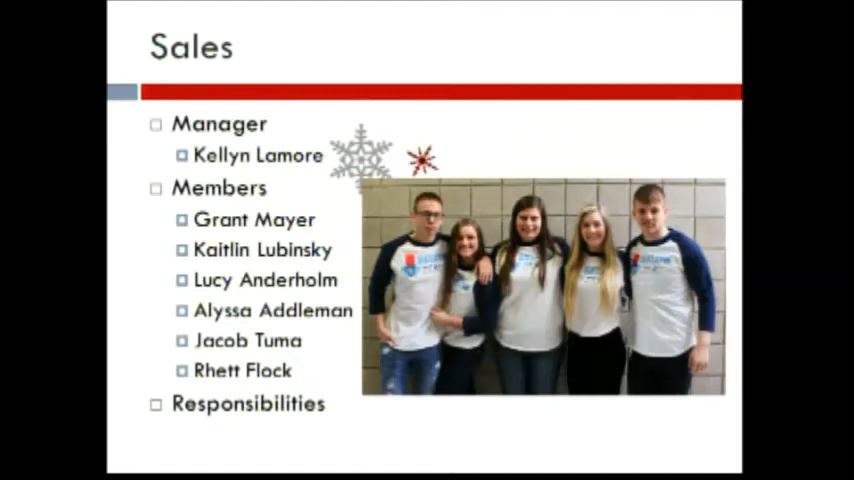 Sales
Manager
Kellyn Lamore
Members
Grant Mayer
Kaitlin Lubinsky
Lucy Anderholm
Alyssa Addleman
Jacob Tuma
Rhett Flock
Responsibilities